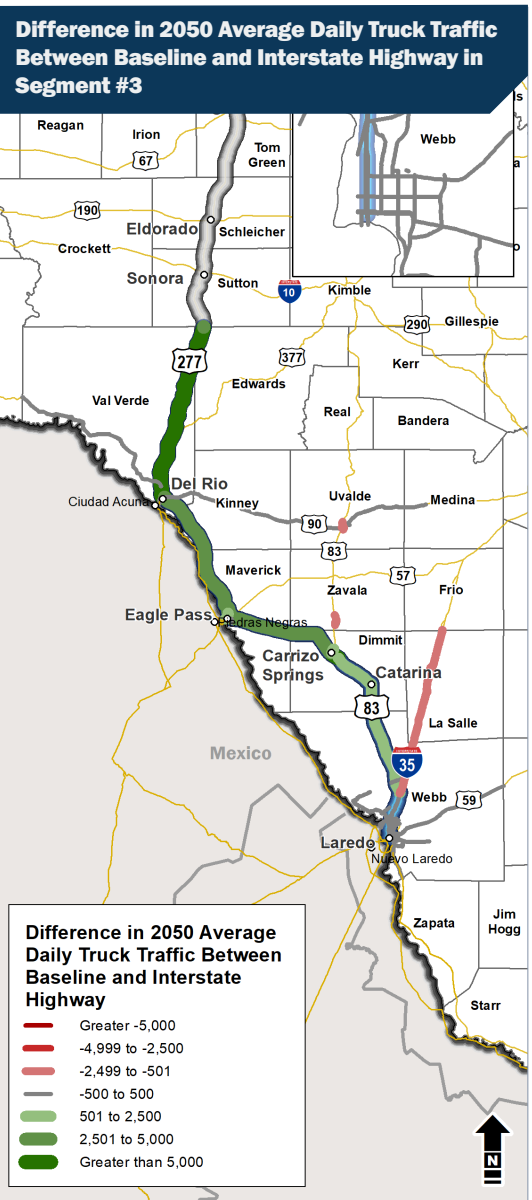 Difference in 2050 Average Daily Truck Traffic
Between Baseline and Interstate Highway in
Segment #3
Reagan
Irion
67
Tom
Green
Webb
ls
a
190
Eldorado
Schleicher
Crockett
Sonora
Sutton
10
Kimble
290
Gillespie
277
377
Kerr
Edwards
Val Verde
Real
Bandera
Del Rio
Ciudad Acuna
Kinney
Uvalde
Medina
90
83
Maverick
57
Zavala
Frio
Eagle Pass
Piedras Negras
Dimmit
Carrizo
Springs
Catarina
83
La Salle
Mexico
35
Webb
59
Laredo
Nuevo Laredo
Zapata
Jim
Hogg
Starr
Difference in 2050 Average
Daily Truck Traffic Between
Baseline and Interstate
Highway
Greater -5,000
-4,999 to -2,500
-2,499 to -501
-500 to 500
501 to 2,500
2,501 to 5,000
Greater than 5,000
N